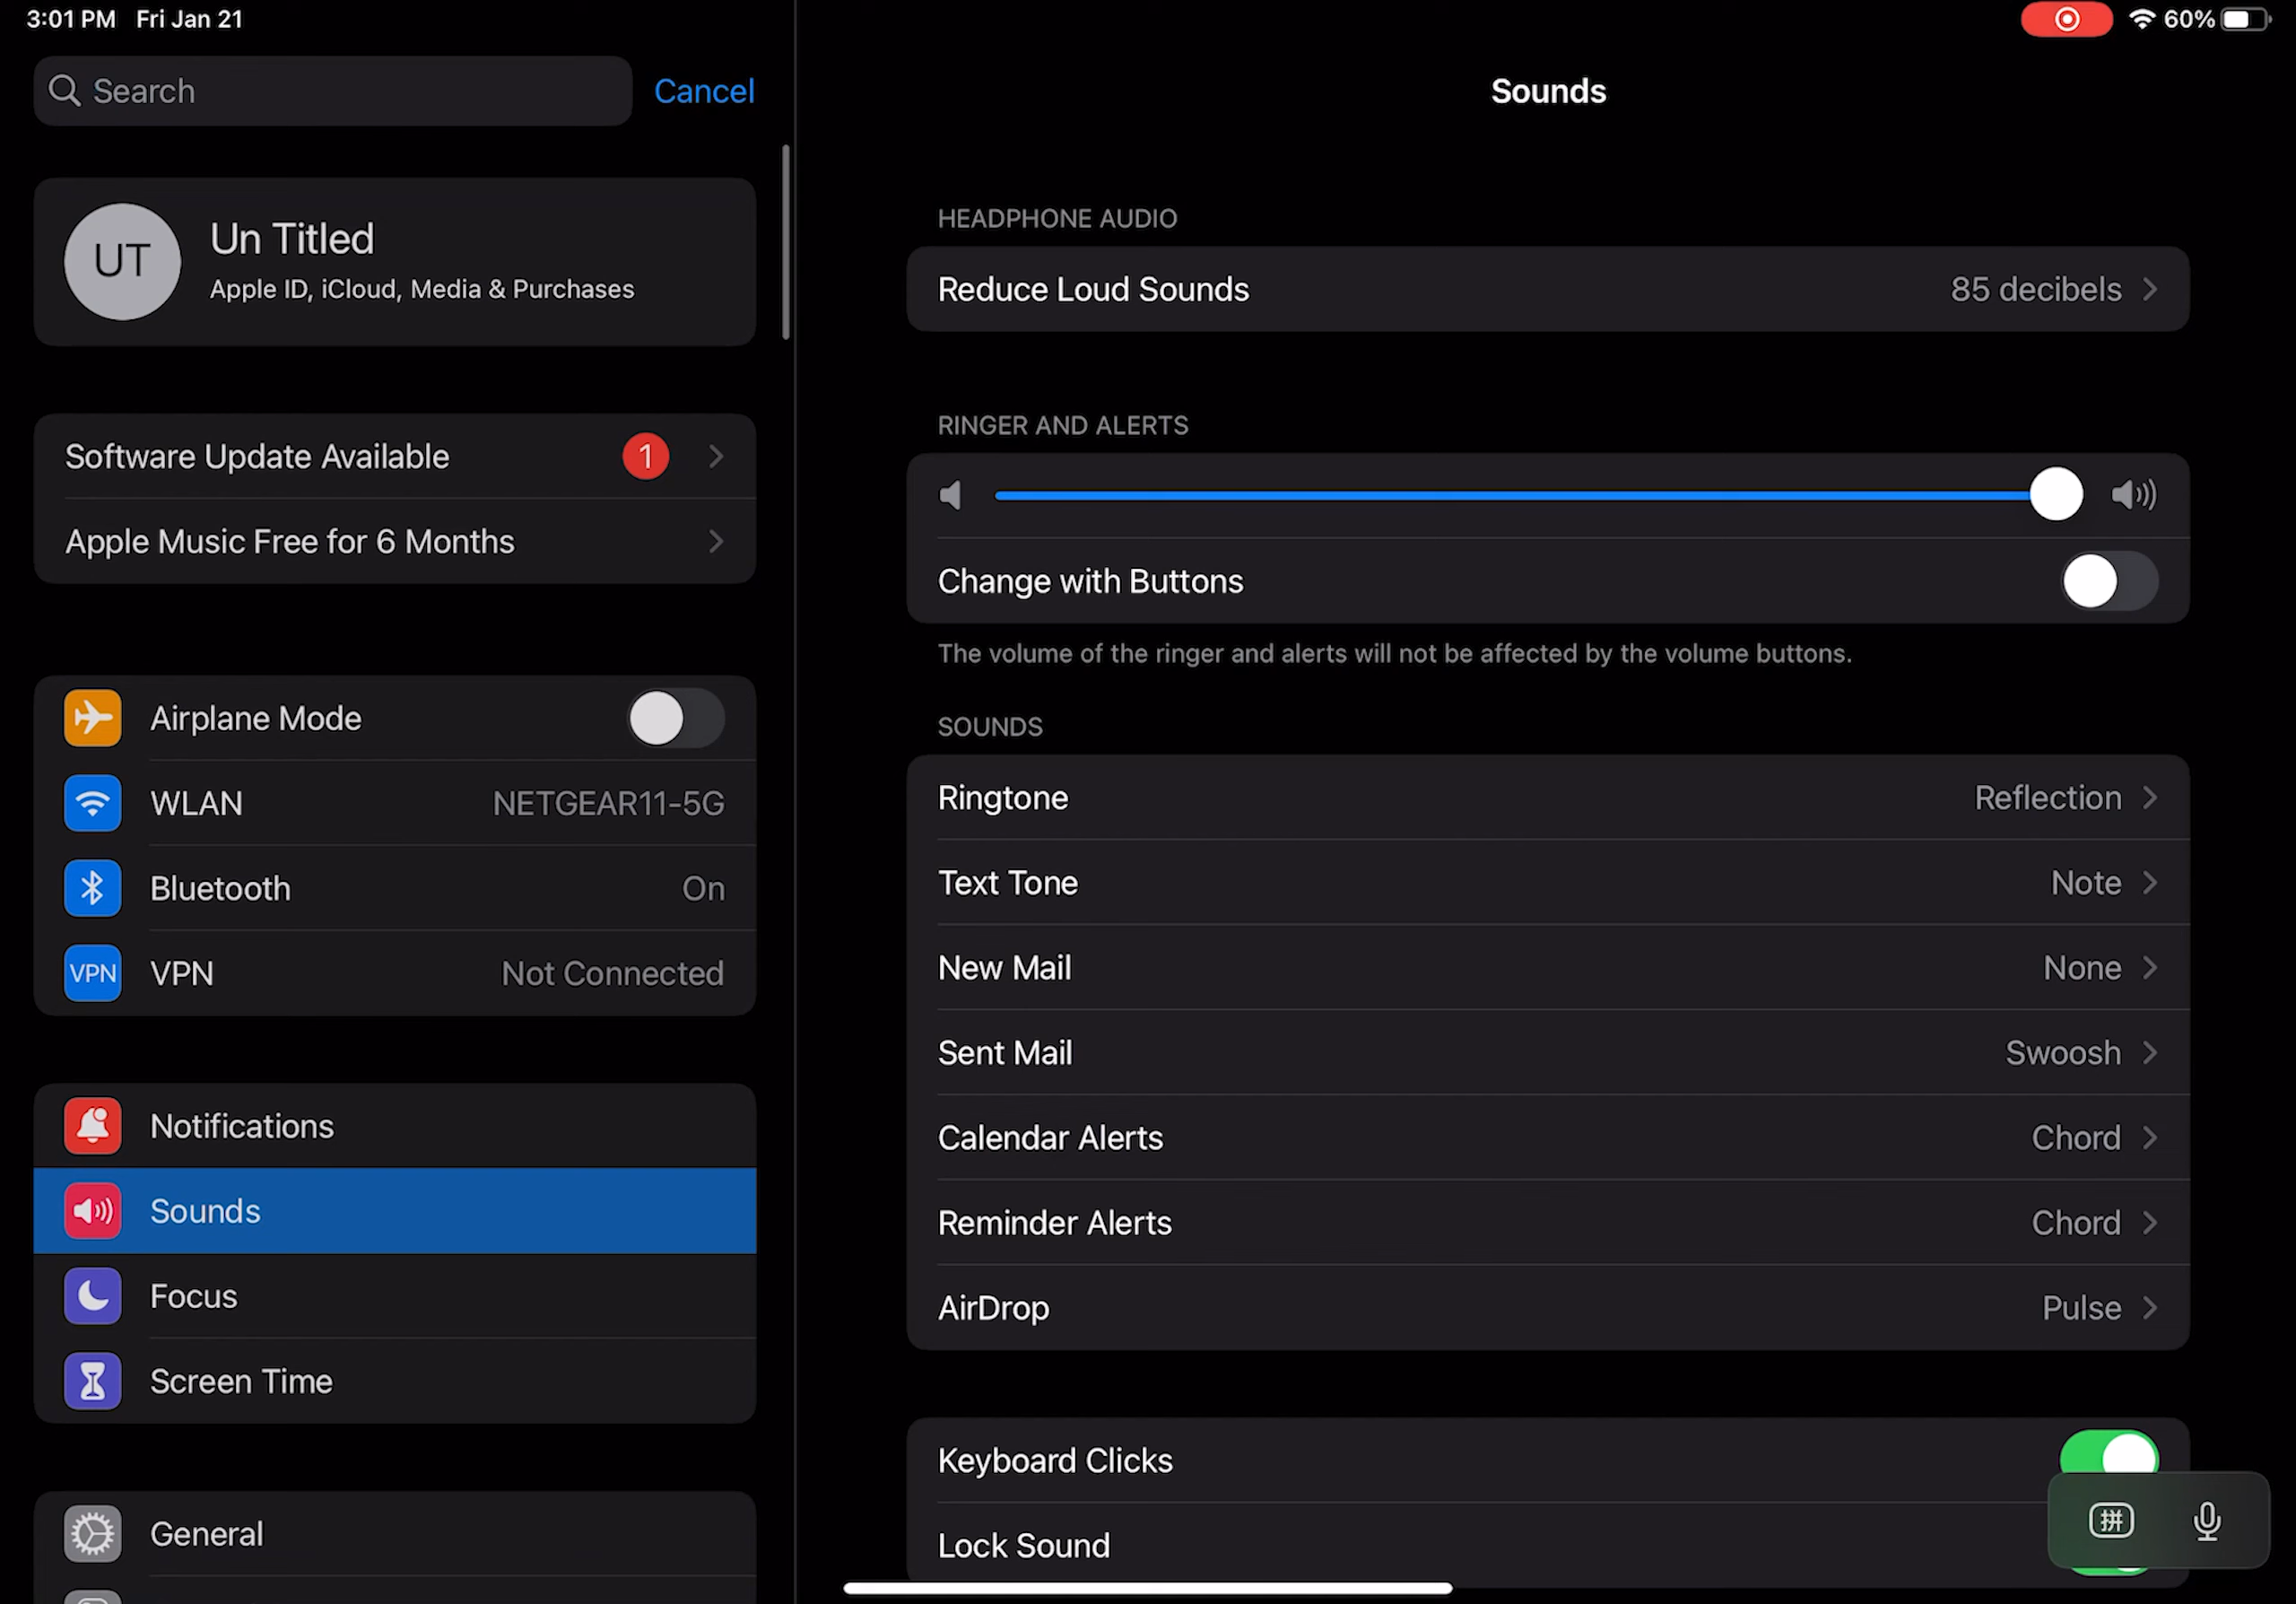 3:01 PM Fri Jan 21
60%
Search
Cancel
UT
Un Titled
Apple ID, iCloud, Media & Purchases
Software Update Available
1
Apple Music Free for 6 Months
Airplane Mode
WLAN
NETGEAR11-5G
Bluetooth
On
VPN
VPN
Not Connected
Notifications
Sounds
Focus
Screen Time
General
Sounds
HEADPHONE AUDIO
Reduce Loud Sounds
85 decibels
RINGER AND ALERTS
Change with Buttons
The volume of the ringer and alerts will not be affected by the volume buttons.
SOUNDS
Ringtone
Reflection
Text Tone
Note
New Mail
None
Sent Mail
Swoosh
Calendar Alerts
Chord
Reminder Alerts
Chord
AirDrop
Pulse
Keyboard Clicks
Lock Sound
拼